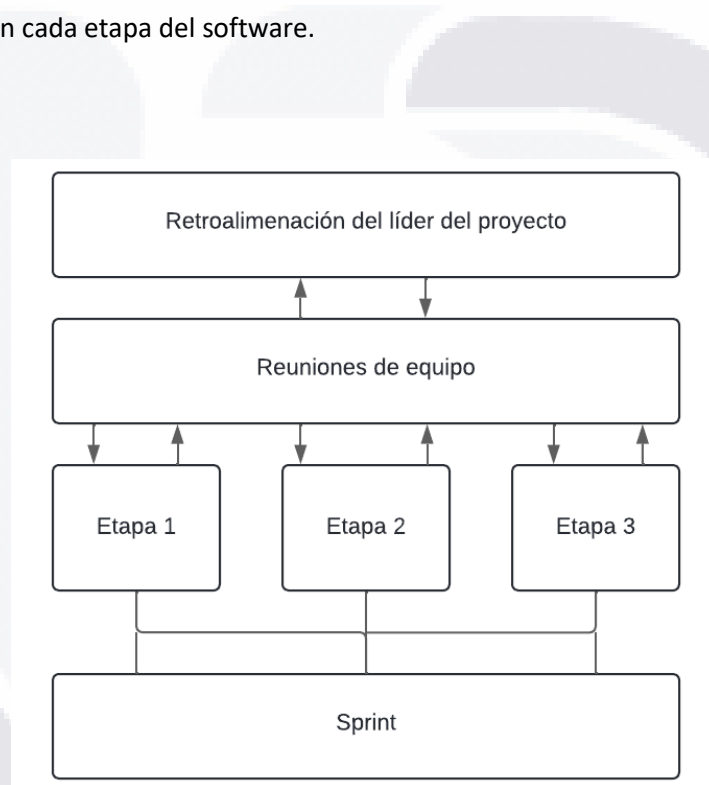 n cada etapa del software.
Retroalimenación del líder del proyecto
Reuniones de equipo
Etapa 1
Etapa 2
Etapa 3
Sprint